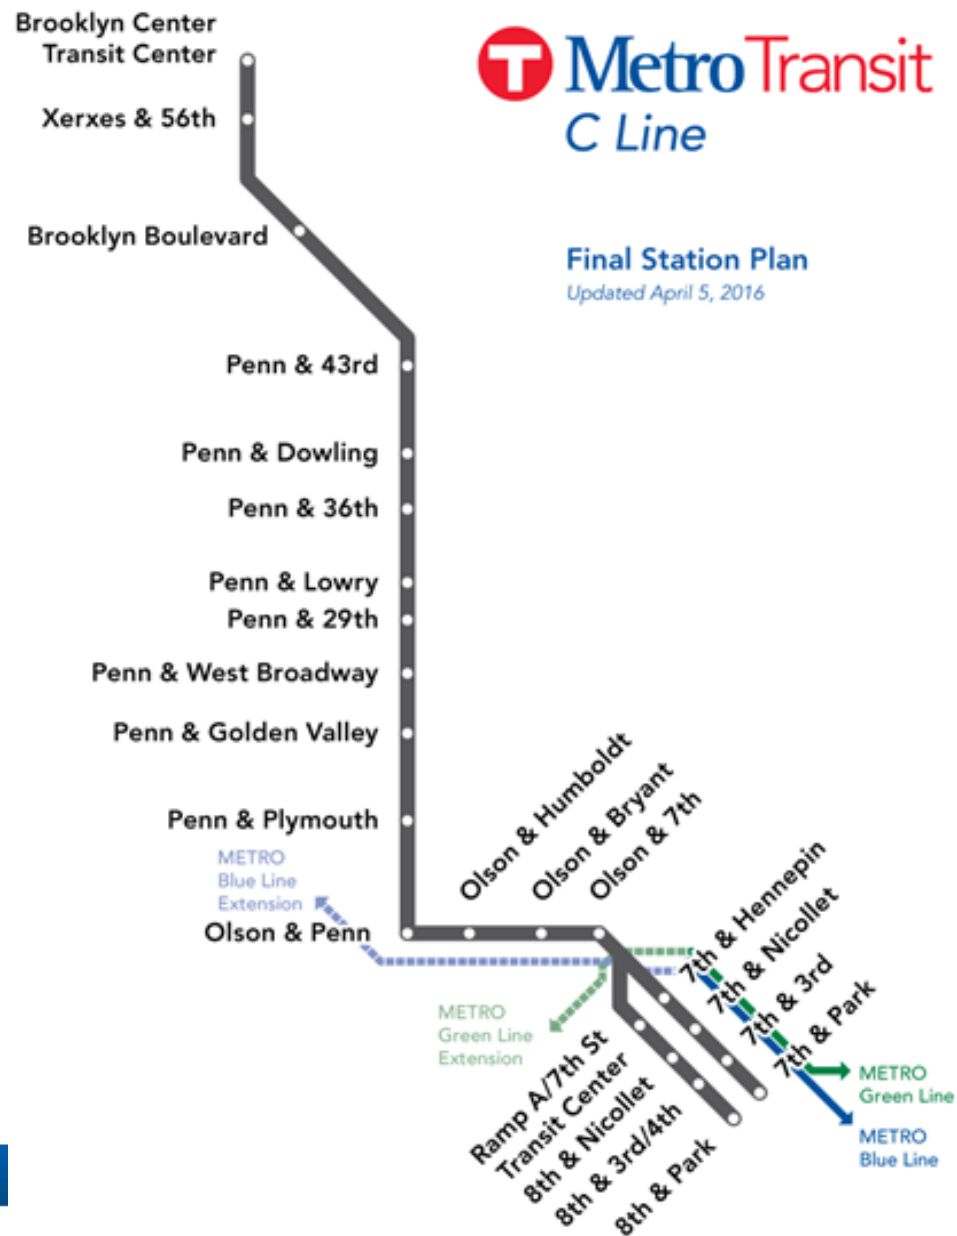 Brooklyn Center
Transit Center
T MetroTransit
C Line
Xerxes & 56th
Brooklyn Boulevard
Final Station Plan
Updated April 5, 2016
Penn & 43rd
Penn & Dowling
Penn & 36th
Penn & Lowry
Penn & 29th
Penn & West Broadway
Penn & Golden Valley
Penn & Plymouth
METRO
Blue Line
Extension
Olson & Penn
Olson & Humboldt
Olson & Bryant
Olson & 7th
7th & Hennepin
7th & Nicollet
7th & 3rd
7th & Park
METRO
Green Line
Extension
Ramp A/7th St
Transit Center
8th & Nicollet
8th & 3rd/4th
8th & Park
METRO
Green Line
METRO
Blue Line